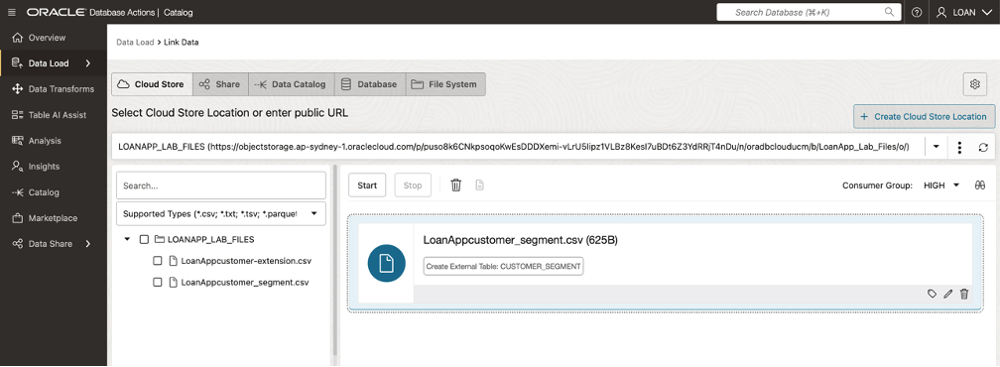 ORACLE Database Actions | Catalog
Search Database (⌘+K)
LOAN
Overview
Data Load
Data Transforms
Table AI Assist
Analysis
Insights
Catalog
Marketplace
Data Share
Data Load > Link Data
Cloud Store
Share
Data Catalog
Database
File System
Select Cloud Store Location or enter public URL
+ Create Cloud Store Location
LOANAPP_LAB_FILES (https://objectstorage.ap-sydney-1.oraclecloud.com/p/puso8k6CNkpsoqoKwEsDDDXemi-vLrU5Iipz1VLBz8KesI7uBDt6Z3YdRRjT4nDu/n/oradbclouducm/b/LoanApp_Lab_Files/o/)
Search...
Supported Types (*.csv; *.txt; *.tsv; *.parquet
LOANAPP_LAB_FILES
LoanAppcustomer-extension.csv
LoanAppcustomer_segment.csv
Start
Stop
Consumer Group: HIGH
LoanAppcustomer_segment.csv (625B)
Create External Table: CUSTOMER_SEGMENT